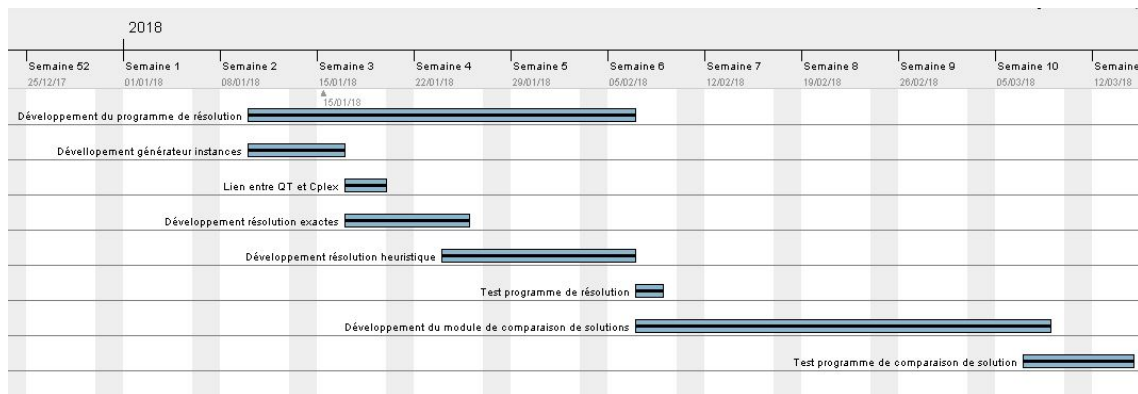 2018
Semaine 52 Semaine 1 Semaine 2 Semaine 3 Semaine 4 Semaine 5 Semaine 6 Semaine 7 Semaine 8 Semaine 9 Semaine 10 Semaine
25/12/17 01/01/18 08/01/18 15/01/18 22/01/18 29/01/18 05/02/18 12/02/18 19/02/18 26/02/18 05/03/18 12/03/18
15/01/18
Développement du programme de résolution
Dévellopement générateur instances
Lien entre QT et Cplex
Développement résolution exactes
Développement résolution heuristique
Test programme de résolution
Développement du module de comparaison de solutions
Test programme de comparaison de solution